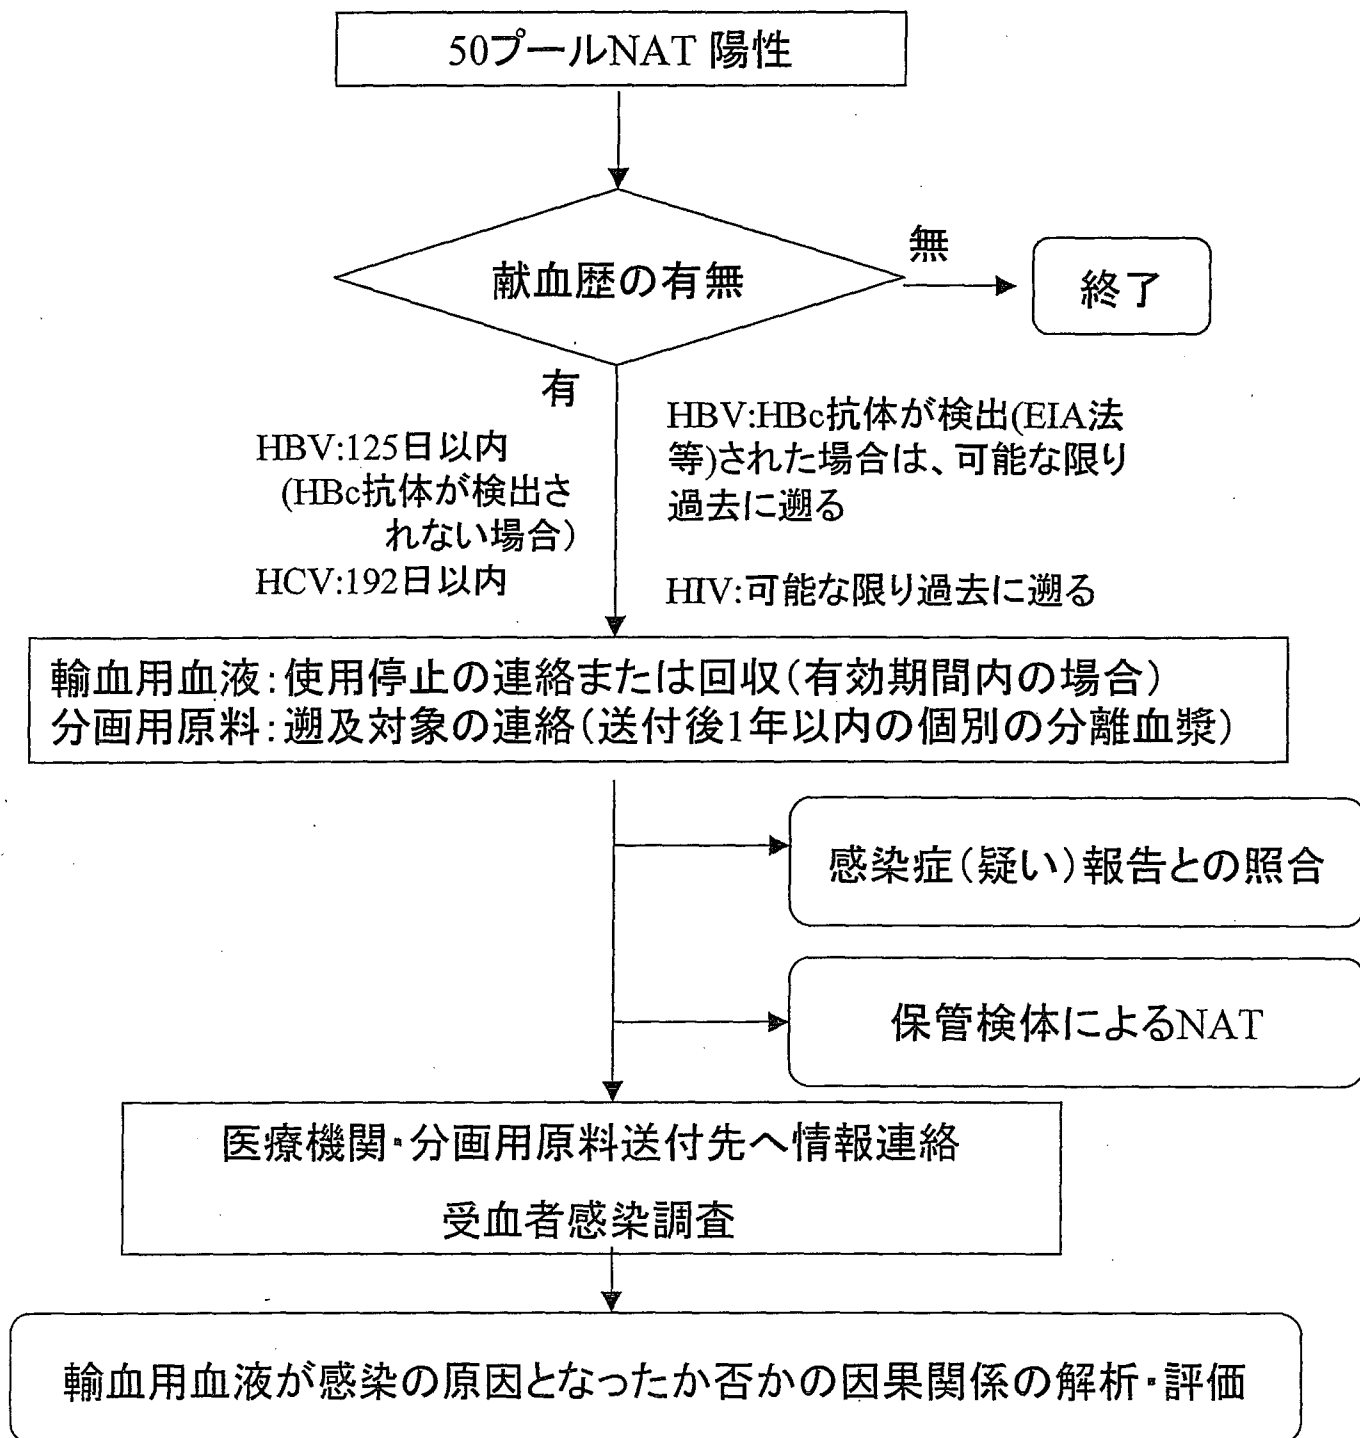 50プールNAT 陽性
献血歴の有無
無
終了
有
HBV:125日以内
(HBc抗体が検出さ
れない場合)
HCV:192日以内
HBV:HBc抗体が検出(EIA法
等)された場合は、可能な限り
過去に遡る
HIV:可能な限り過去に遡る
輸血用血液:使用停止の連絡または回収(有効期間内の場合)
分画用原料:遡及対象の連絡(送付後1年以内の個別の分離血漿)
感染症(疑い)報告との照合
保管検体によるNAT
医療機関・分画用原料送付先へ情報連絡
受血者感染調査
輸血用血液が感染の原因となったか否かの因果関係の解析・評価